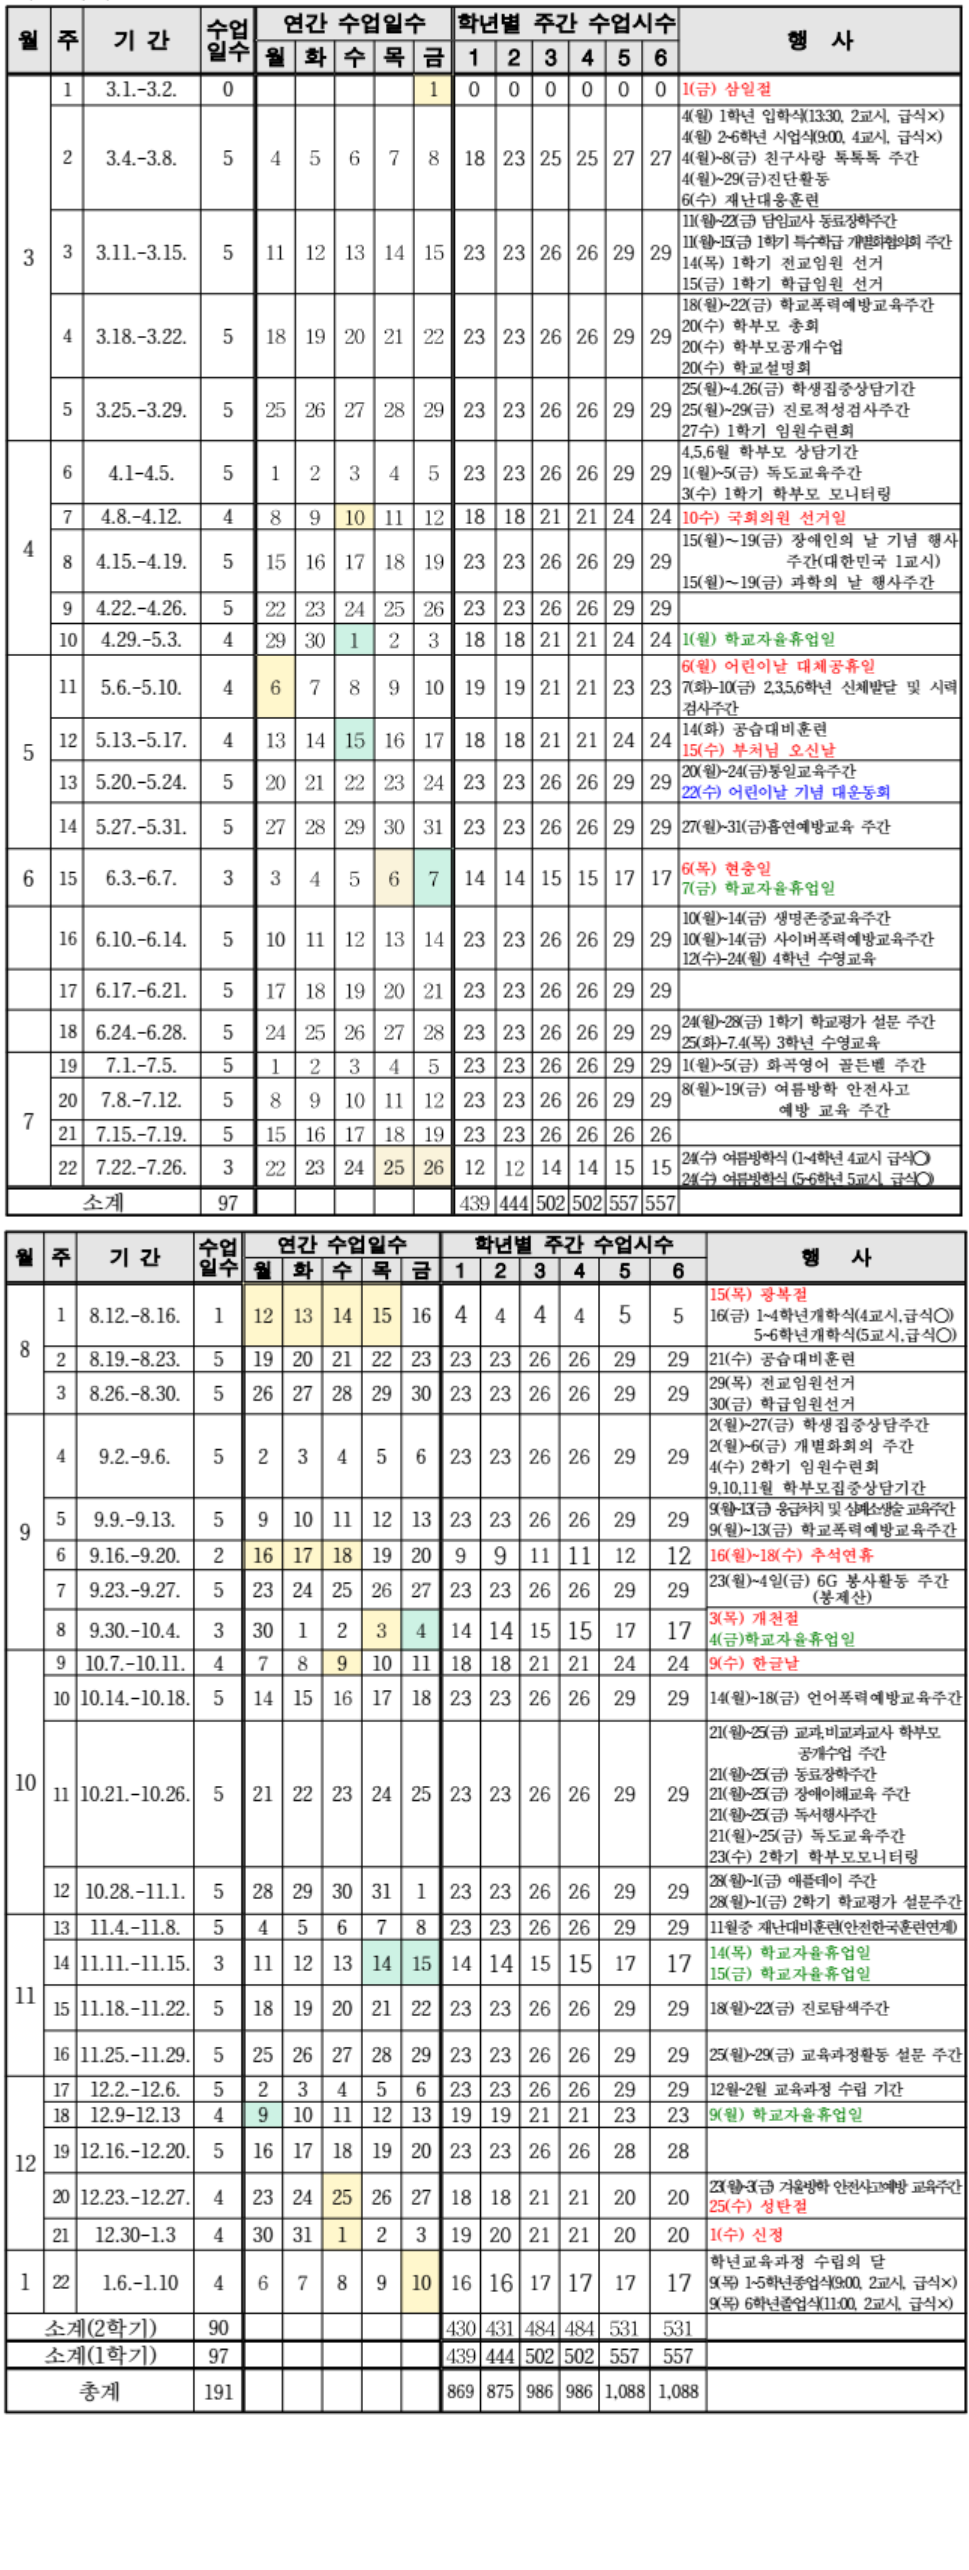 월 주 기 간 수업일수 연간 수업일수 학년별 주간 수업시수 행 사
월 화 수 목 금 1 2 3 4 5 6
3 1 3.1.-3.2. 0 1 0 0 0 0 0 0 1(금) 삼일절
2 3.4.-3.8. 5 4 5 6 7 8 18 23 25 25 27 27
4(월) 1학년 입학식(13:30, 2교시, 급식×)
4(월) 2~6학년 시업식(9:00, 4교시, 급식×)
4(월)~8(금) 친구사랑 톡톡톡 주간
4(월)~29(금)진단활동
6(수) 재난대응훈련
3 3.11.-3.15. 5 11 12 13 14 15 23 23 26 26 29 29
11(월)~22(금) 담임교사 동료장학주간
11(월)~15(금) 1학기 특수학급 개별화협의회 주간
14(목) 1학기 전교임원 선거
15(금) 1학기 학급임원 선거
4 3.18.-3.22. 5 18 19 20 21 22 23 23 26 26 29 29
18(월)~22(금) 학교폭력예방교육주간
20(수) 학부모 총회
20(수) 학부모공개수업
20(수) 학교설명회
5 3.25.-3.29. 5 25 26 27 28 29 23 23 26 26 29 29
25(월)~4.26(금) 학생집중상담기간
25(월)~29(금) 진로적성검사주간
27수) 1학기 임원수련회
4 6 4.1-4.5. 5 1 2 3 4 5 23 23 26 26 29 29
4,5,6월 학부모 상담기간
1(월)~5(금) 독도교육주간
3(수) 1학기 학부모 모니터링
7 4.8.-4.12. 4 8 9 10 11 12 18 18 21 21 24 24 10수) 국회의원 선거일
8 4.15.-4.19. 5 15 16 17 18 19 23 23 26 26 29 29
15(월)~19(금) 장애인의 날 기념 행사
주간(대한민국 1교시)
15(월)~19(금) 과학의 날 행사주간
9 4.22.-4.26. 5 22 23 24 25 26 23 23 26 26 29 29
10 4.29.-5.3. 4 29 30 1 2 3 18 18 21 21 24 24 1(월) 학교자율휴업일
5 11 5.6.-5.10. 4 6 7 8 9 10 19 19 21 21 23 23
6(월) 어린이날 대체공휴일
7(화)-10(금) 2,3,5,6학년 신체발달 및 시력
검사주간
12 5.13.-5.17. 4 13 14 15 16 17 18 18 21 21 24 24
14(화) 공습대비훈련
15(수) 부처님 오신날
13 5.20.-5.24. 5 20 21 22 23 24 23 23 26 26 29 29
20(월)~24(금)통일교육주간
22(수) 어린이날 기념 대운동회
14 5.27.-5.31. 5 27 28 29 30 31 23 23 26 26 29 29 27(월)~31(금)흡연예방교육 주간
6 15 6.3.-6.7. 3 3 4 5 6 7 14 14 15 15 17 17
6(목) 현충일
7(금) 학교자율휴업일
16 6.10.-6.14. 5 10 11 12 13 14 23 23 26 26 29 29
10(월)~14(금) 생명존중교육주간
10(월)~14(금) 사이버폭력예방교육주간
12(수)-24(월) 4학년 수영교육
17 6.17.-6.21. 5 17 18 19 20 21 23 23 26 26 29 29
18 6.24.-6.28. 5 24 25 26 27 28 23 23 26 26 29 29
24(월)~28(금) 1학기 학교평가 설문 주간
25(화)-7.4(목) 3학년 수영교육
7 19 7.1.-7.5. 5 1 2 3 4 5 23 23 26 26 29 29 1(월)~5(금) 화곡영어 골든벨 주간
20 7.8.-7.12. 5 8 9 10 11 12 23 23 26 26 29 29
8(월)~19(금) 여름방학 안전사고
예방 교육 주간
21 7.15.-7.19. 5 15 16 17 18 19 23 23 26 26 26 26
22 7.22.-7.26. 3 22 23 24 25 26 12 12 14 14 15 15
24(수) 여름방학식 (1~4학년 4교시 급식○)
24(수) 여름방학식 (5~6학년 5교시, 급식○)
소계 97 439 444 502 502 557 557
월 주 기 간 수업일수 연간 수업일수 학년별 주간 수업시수 행 사
월 화 수 목 금 1 2 3 4 5 6
8 1 8.12.-8.16. 1 12 13 14 15 16 4 4 4 4 5 5
15(목) 광복절
16(금) 1~4학년개학식(4교시,급식○)
5~6학년개학식(5교시,급식○)
2 8.19.-8.23. 5 19 20 21 22 23 23 23 26 26 29 29 21(수) 공습대비훈련
3 8.26.-8.30. 5 26 27 28 29 30 23 23 26 26 29 29
29(목) 전교임원선거
30(금) 학급임원선거
9 4 9.2.-9.6. 5 2 3 4 5 6 23 23 26 26 29 29
2(월)~27(금) 학생집중상담주간
2(월)~6(금) 개별화회의 주간
4(수) 2학기 임원수련회
9,10,11월 학부모집중상담기간
5 9.9.-9.13. 5 9 10 11 12 13 23 23 26 26 29 29
9(월)~13(금) 응급처치 및 심폐소생술 교육주간
9(월)~13(금) 학교폭력예방교육주간
6 9.16.-9.20. 2 16 17 18 19 20 9 9 11 11 12 12 16(월)~18(수) 추석연휴
7 9.23.-9.27. 5 23 24 25 26 27 23 23 26 26 29 29
23(월)~4일(금) 6G 봉사활동 주간
(봉제산)
8 9.30.-10.4. 3 30 1 2 3 4 14 14 15 15 17 17
3(목) 개천절
4(금)학교자율휴업일
10 9 10.7.-10.11. 4 7 8 9 10 11 18 18 21 21 24 24 9(수) 한글날
10 10.14.-10.18. 5 14 15 16 17 18 23 23 26 26 29 29 14(월)~18(금) 언어폭력예방교육주간
11 10.21.-10.26. 5 21 22 23 24 25 23 23 26 26 29 29
21(월)~25(금) 교과,비교과교사 학부모
공개수업 주간
21(월)~25(금) 동료장학주간
21(월)~25(금) 장애이해교육 주간
21(월)~25(금) 독서행사주간
21(월)~25(금) 독도교육주간
23(수) 2학기 학부모모니터링
12 10.28.-11.1. 5 28 29 30 31 1 23 23 26 26 29 29
28(월)~1(금) 애플데이 주간
28(월)~1(금) 2학기 학교평가 설문주간
11 13 11.4.-11.8. 5 4 5 6 7 8 23 23 26 26 29 29 11월중 재난대비훈련(안전한국훈련연계)
14 11.11.-11.15. 3 11 12 13 14 15 14 14 15 15 17 17
14(목) 학교자율휴업일
15(금) 학교자율휴업일
15 11.18.-11.22. 5 18 19 20 21 22 23 23 26 26 29 29 18(월)~22(금) 진로탐색주간
16 11.25.-11.29. 5 25 26 27 28 29 23 23 26 26 29 29 25(월)~29(금) 교육과정활동 설문 주간
12 17 12.2.-12.6. 5 2 3 4 5 6 23 23 26 26 29 29 12월~2월 교육과정 수립 기간
18 12.9-12.13 4 9 10 11 12 13 19 19 21 21 23 23 9(월) 학교자율휴업일
19 12.16.-12.20. 5 16 17 18 19 20 23 23 26 26 28 28
20 12.23.-12.27. 4 23 24 25 26 27 18 18 21 21 20 20
23(월)~3(금) 겨울방학 안전사고예방 교육주간
25(수) 성탄절
21 12.30-1.3 4 30 31 1 2 3 19 20 21 21 20 20 1(수) 신정
1 22 1.6.-1.10 4 6 7 8 9 10 16 16 17 17 17 17
학년교육과정 수립의 달
9(목) 1~5학년종업식(9:00, 2교시, 급식×)
9(목) 6학년졸업식(11:00, 2교시, 급식×)
소계(2학기) 90 430 431 484 484 531 531
소계(1학기) 97 439 444 502 502 557 557
총계 191 869 875 986 986 1,088 1,088